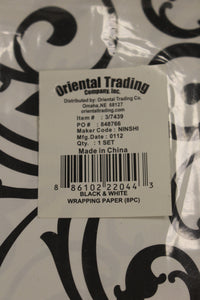 Oriental Trading
Company, Inc.
Distributed by: Oriental Trading Co.
Omaha, NE 68127
orientaltrading.com
Item # : 3/7439
PO # : 848766
Maker Code : NINSHI
Mfg.Date : 0112
Qty. : 1 SET
Made in China
8 86102 22044 3
BLACK & WHITE
WRAPPING PAPER (8PC)